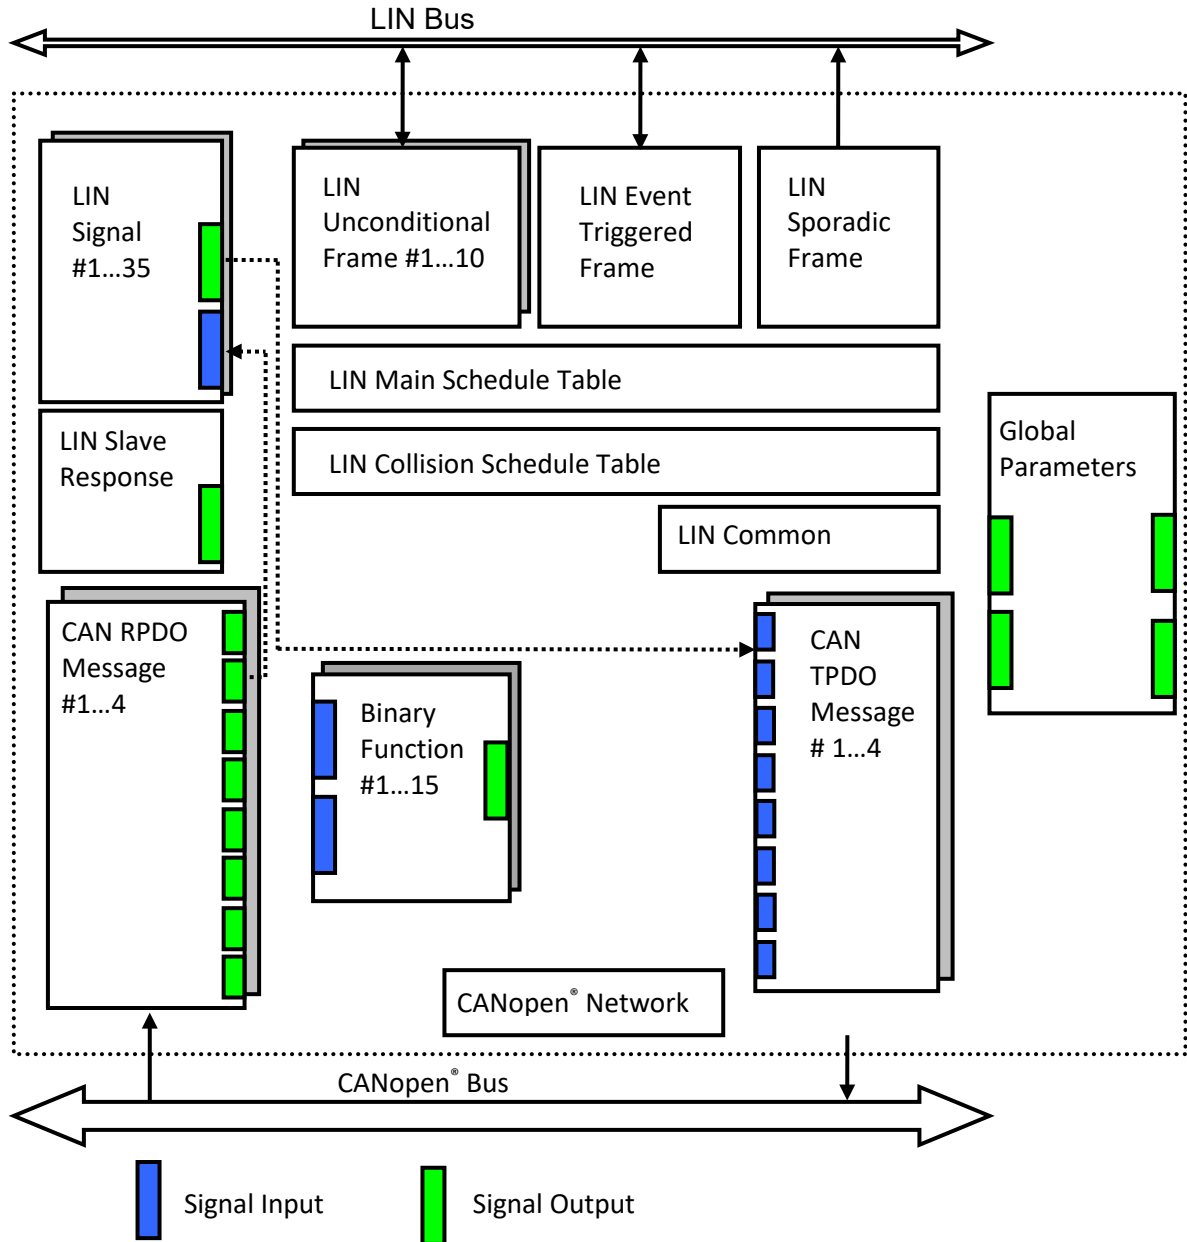 LIN Bus
LIN
Signal
#1...35
LIN
Unconditional
Frame #1...10
LIN Event
Triggered
Frame
LIN
Sporadic
Frame
LIN Main Schedule Table
LIN Slave
Response
LIN Collision Schedule Table
Global
Parameters
LIN Common
CAN RPDO
Message
#1...4
Binary
Function
#1...15
CAN
TPDO
Message
# 1...4
CANopen® Network
CANopen® Bus
Signal Input
Signal Output